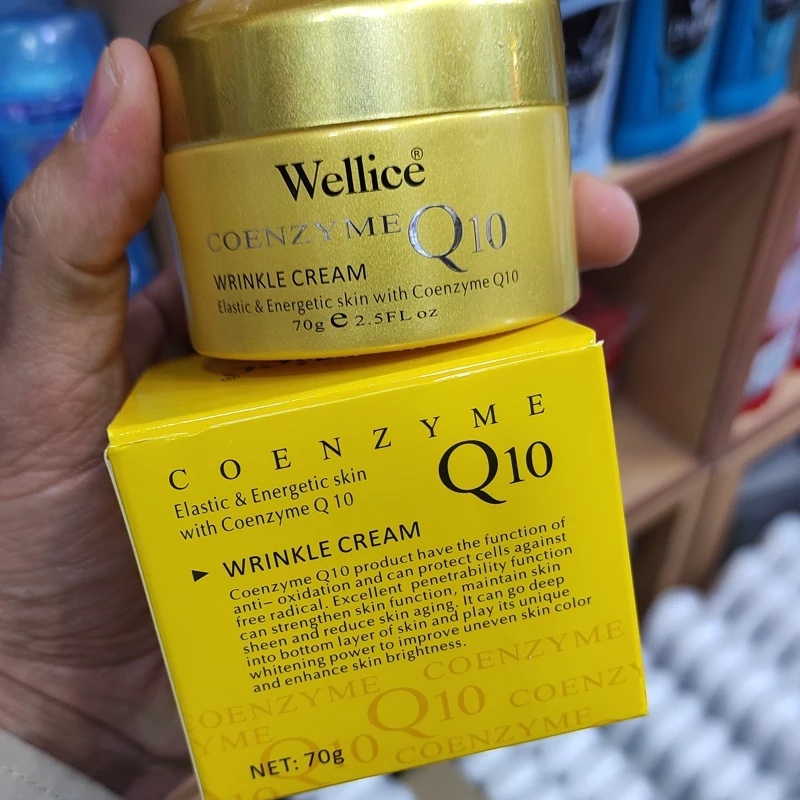 Wellice®
COENZYME Q10
WRINKLE CREAM
Elastic & Energetic skin with Coenzyme Q10
70g e 2.5FL oz
COENZYME
Q10
Elastic & Energetic skin
with Coenzyme Q 10
► WRINKLE CREAM
Coenzyme Q10 product have the function of
anti– oxidation and can protect cells against
free radical. Excellent penetrability function
can strengthen skin function, maintain skin
sheen and reduce skin aging. It can go deep
into bottom layer of skin and play its unique
whitening power to improve uneven skin color
and enhance skin brightness.
COENZYME
COENZYME Q10 COENZY
YME Q10 COENZYME
NET: 70g